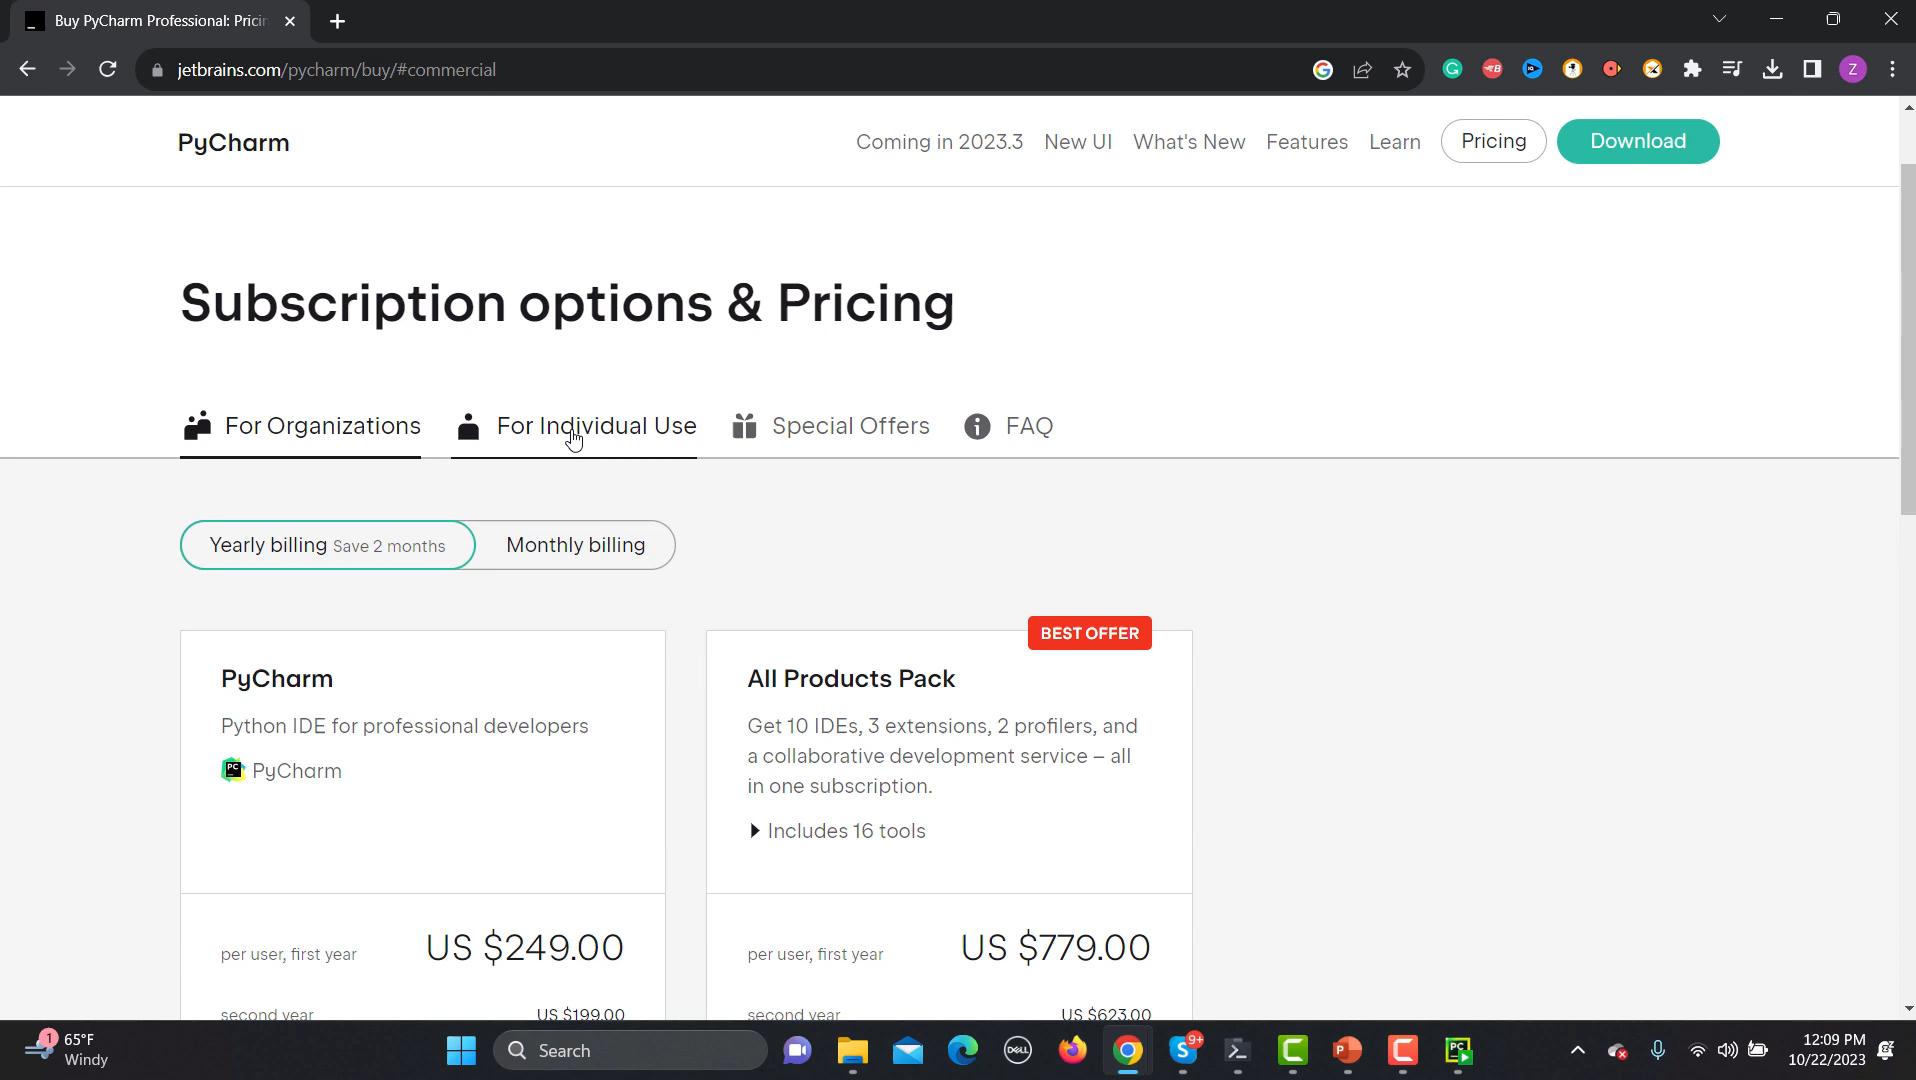 Buy PyCharm Professional: Pricin
jetbrains.com/pycharm/buy/#commercial
Z
PyCharm
Coming in 2023.3 New UI What's New Features Learn Pricing Download
Subscription options & Pricing
For Organizations For Individual Use Special Offers FAQ
Yearly billing Save 2 months Monthly billing
BEST OFFER
PyCharm
Python IDE for professional developers
PC PyCharm
All Products Pack
Get 10 IDEs, 3 extensions, 2 profilers, and
a collaborative development service – all
in one subscription.
Includes 16 tools
per user, first year US $249.00
second year US $199.00
per user, first year US $779.00
second year US $623.00
1 65°F
Windy
Search
DELL
9+
PC
12:09 PM
10/22/2023